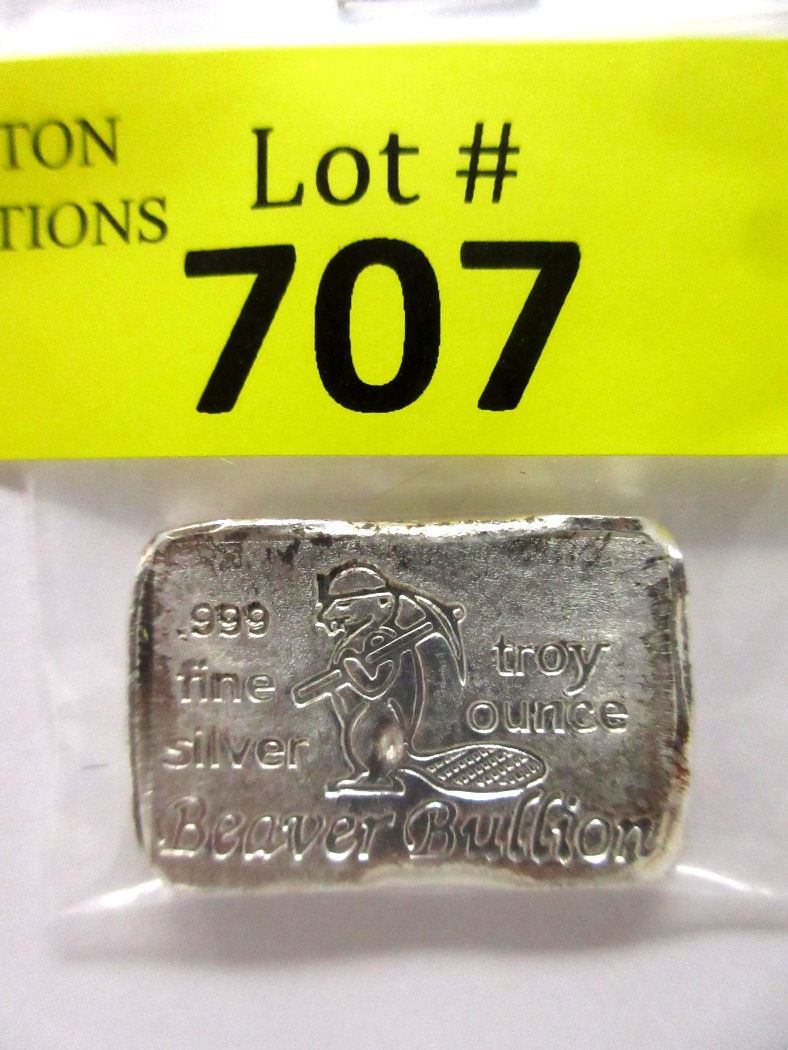 TON
TIONS
Lot #
707
.999
fine
silver
troy
ounce
Beaver Bullion